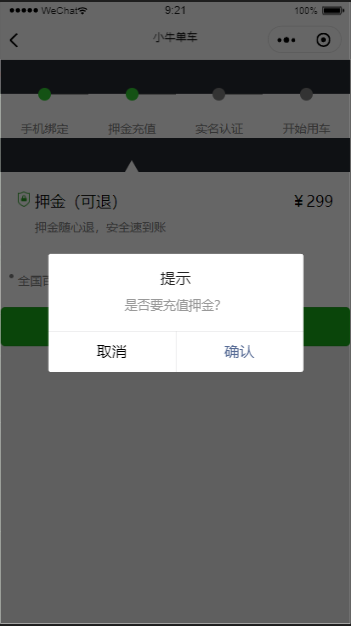 WeChat 9:21 100%
小牛单车
手机绑定 押金充值 实名认证 开始用车
押金（可退） ¥299
押金随心退，安全速到账
全国
提示
是否要充值押金？
取消 确认